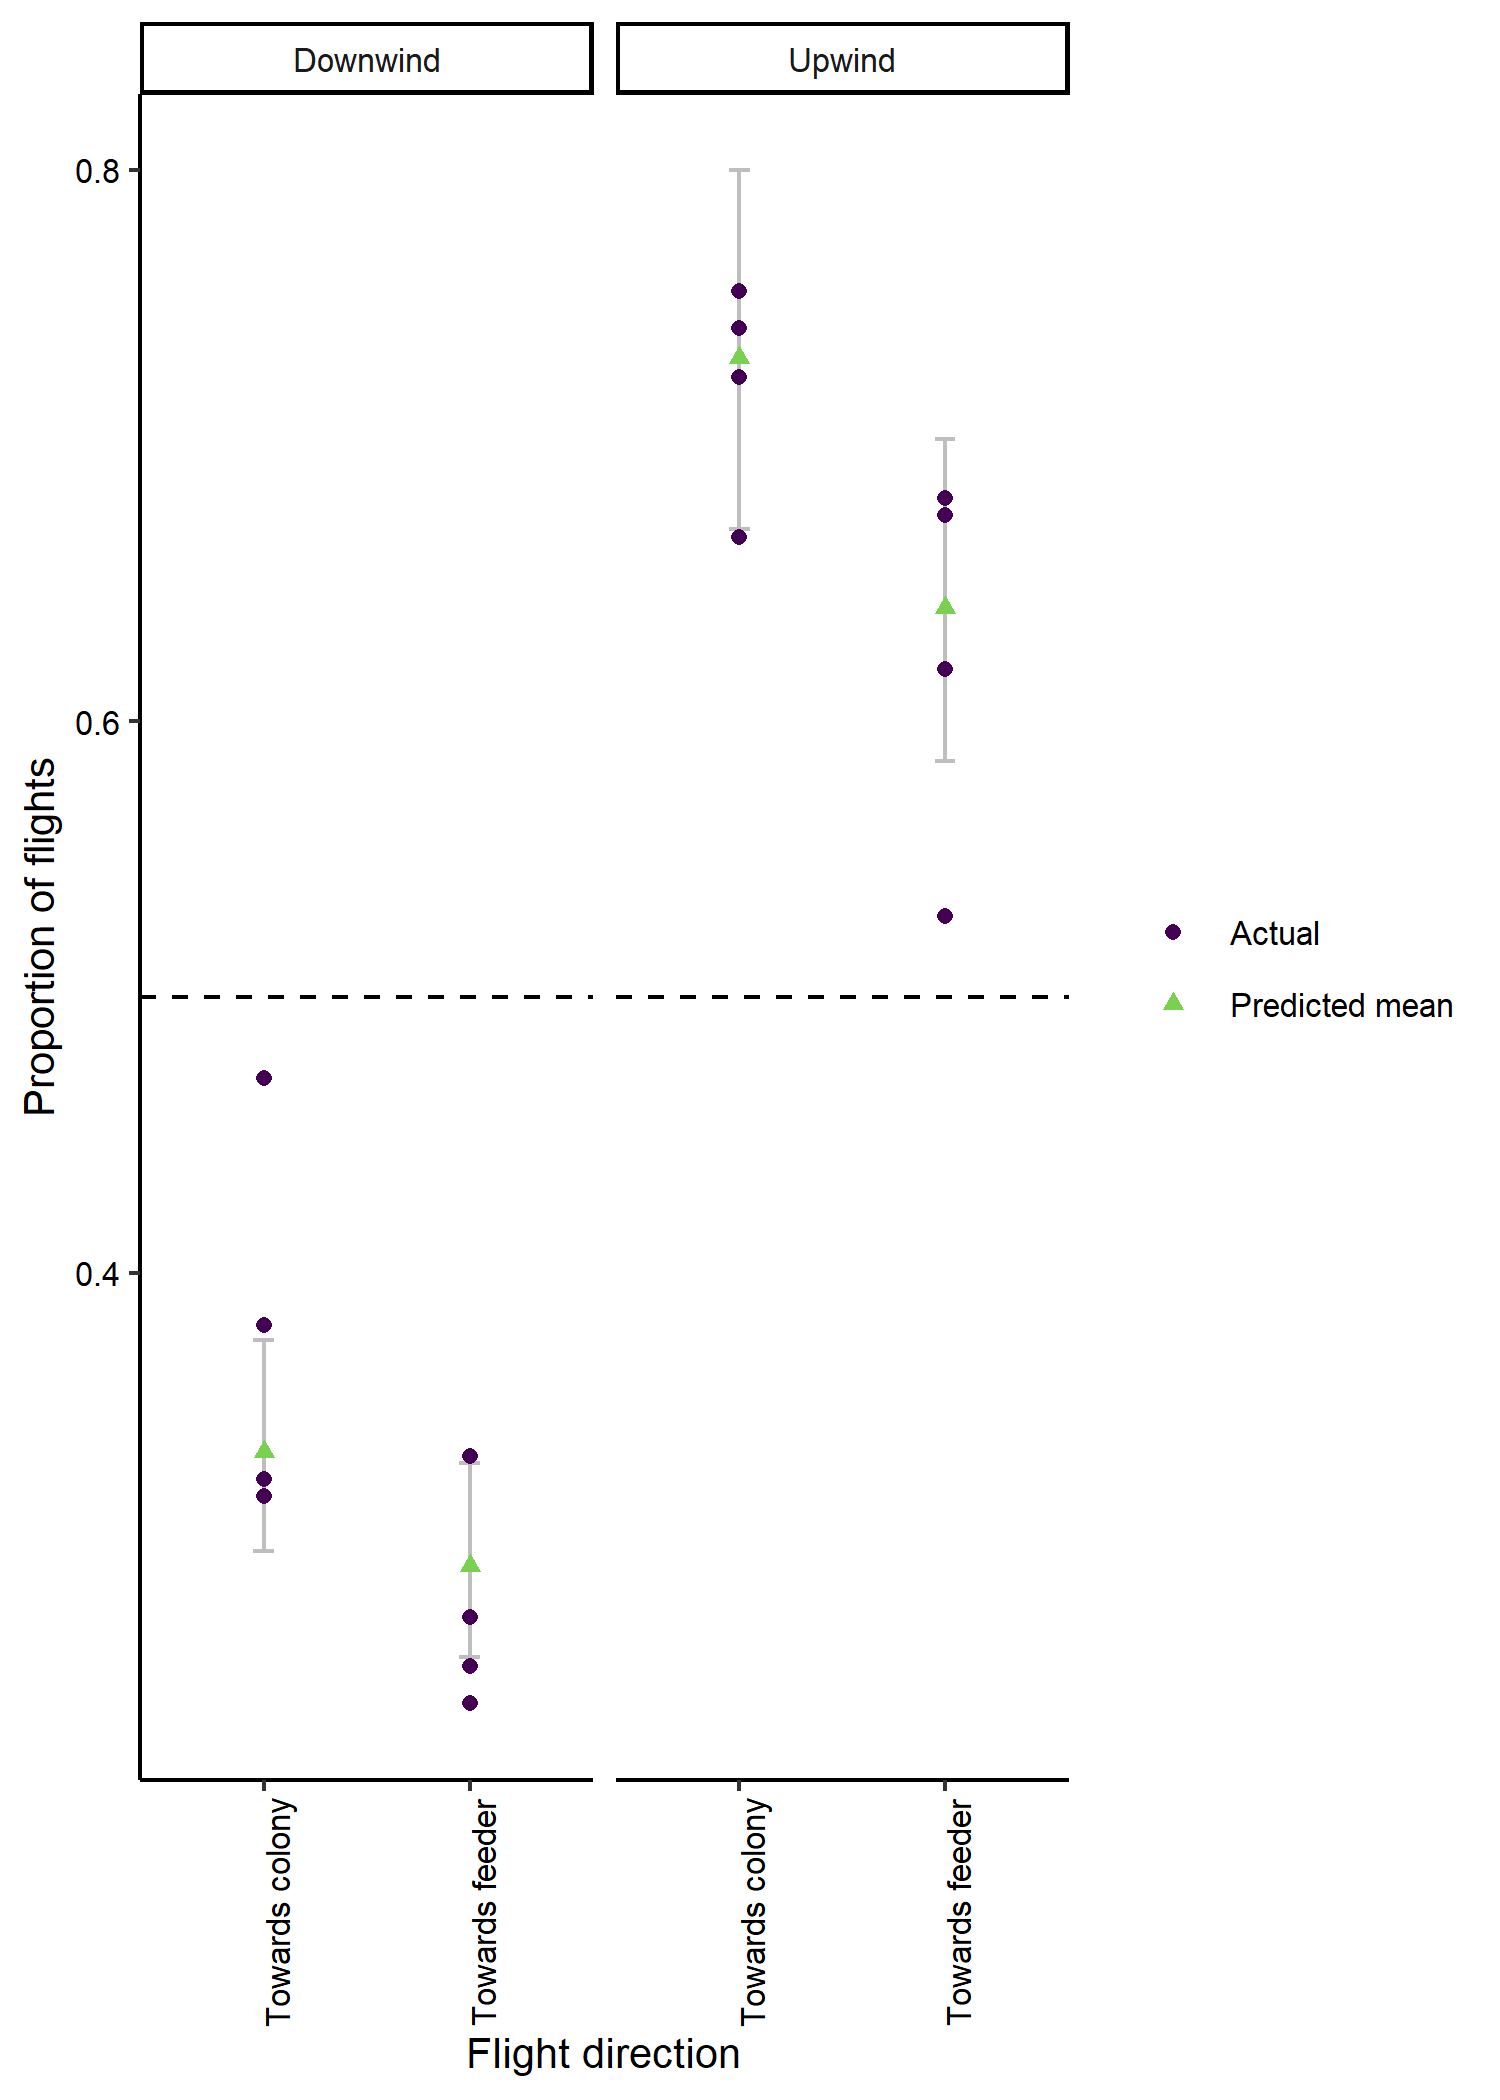 Downwind
Upwind
0.8
0.6
0.4
Proportion of flights
Towards colony
Towards feeder
Towards colony
Towards feeder
Flight direction
Actual
Predicted mean